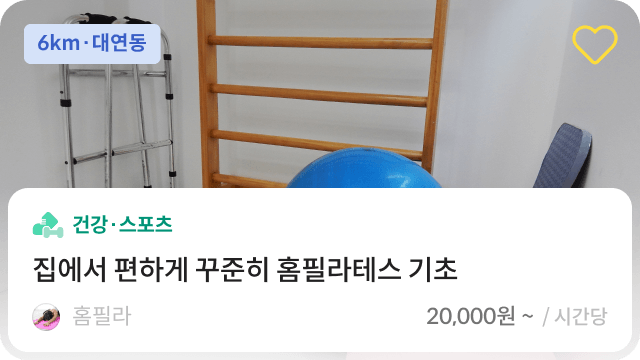 6km·대연동
건강·스포츠
집에서 편하게 꾸준히 홈필라테스 기초
홈필라
20,000원 ~ / 시간당